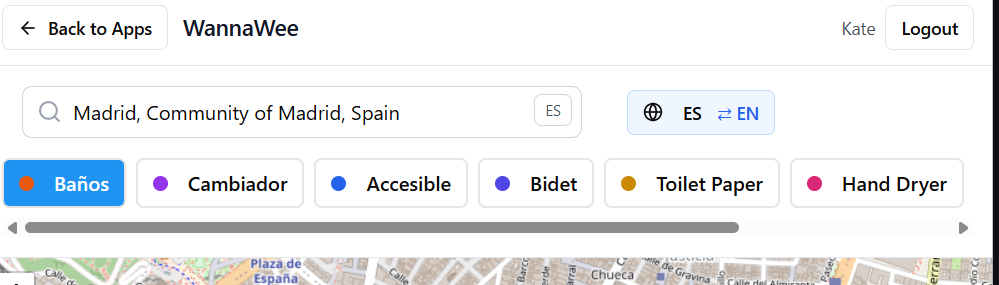 ← Back to Apps WannaWee Kate Logout
Madrid, Community of Madrid, Spain ES ES ⇄ EN
Baños Cambiador Accesible Bidet Toilet Paper Hand Dryer
Plaza de
España
Calle de
Chueca
Calle de Gravina
Calle del Almirante